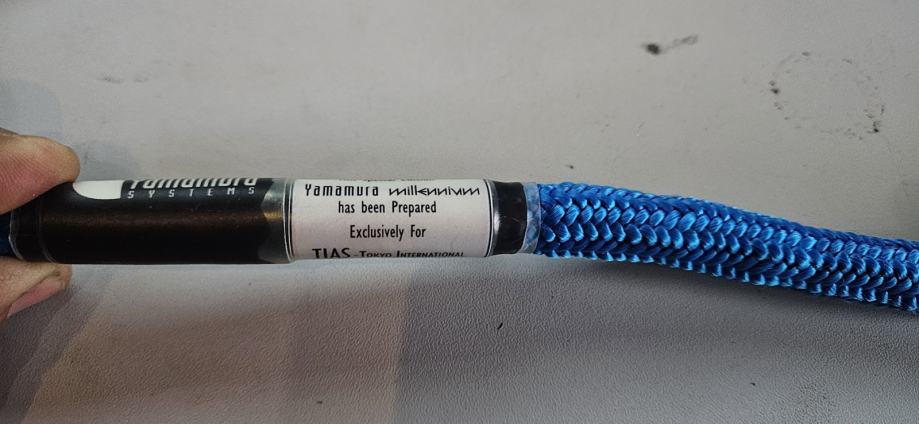 Yamamura
SYSTEMS
Yamamura millennium
has been Prepared
Exclusively For
TIAS - TOKYO INTERNATIONAL